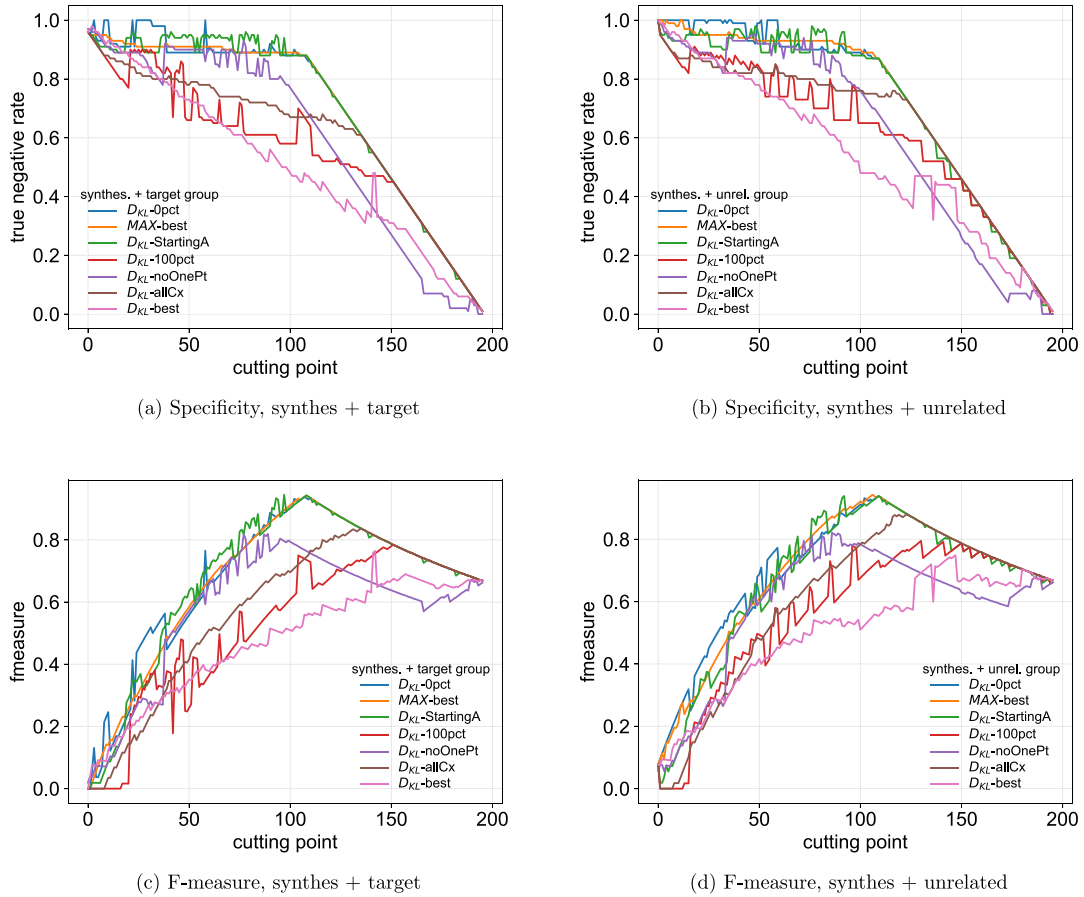 1.0
0.8
0.6
0.4
0.2
0.0
true negative rate
synthes. + target group
D_KL-0pct
MAX-best
D_KL-StartingA
D_KL-100pct
D_KL-noOnePt
D_KL-allCx
D_KL-best
0
50
100
150
200
cutting point
(a) Specificity, synthes + target
1.0
0.8
0.6
0.4
0.2
0.0
true negative rate
synthes. + unrel. group
D_KL-0pct
MAX-best
D_KL-StartingA
D_KL-100pct
D_KL-noOnePt
D_KL-allCx
D_KL-best
0
50
100
150
200
cutting point
(b) Specificity, synthes + unrelated
0.8
0.6
0.4
0.2
0.0
fmeasure
synthes. + target group
D_KL-0pct
MAX-best
D_KL-StartingA
D_KL-100pct
D_KL-noOnePt
D_KL-allCx
D_KL-best
0
50
100
150
200
cutting point
(c) F-measure, synthes + target
0.8
0.6
0.4
0.2
0.0
fmeasure
synthes. + unrel. group
D_KL-0pct
MAX-best
D_KL-StartingA
D_KL-100pct
D_KL-noOnePt
D_KL-allCx
D_KL-best
0
50
100
150
200
cutting point
(d) F-measure, synthes + unrelated